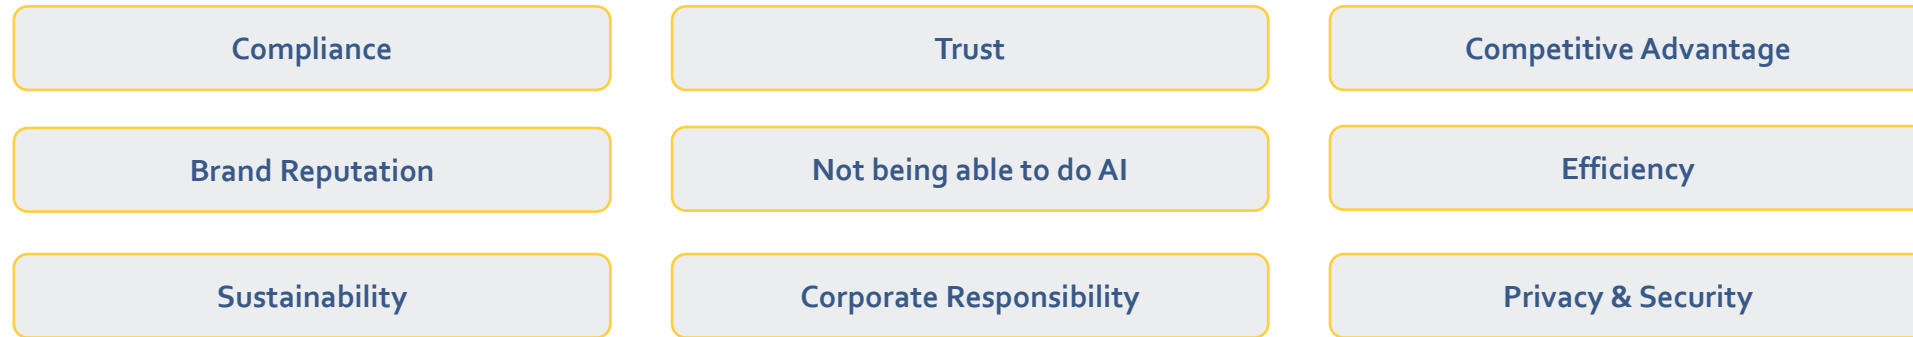 Compliance
Trust
Competitive Advantage
Brand Reputation
Not being able to do AI
Efficiency
Sustainability
Corporate Responsibility
Privacy & Security